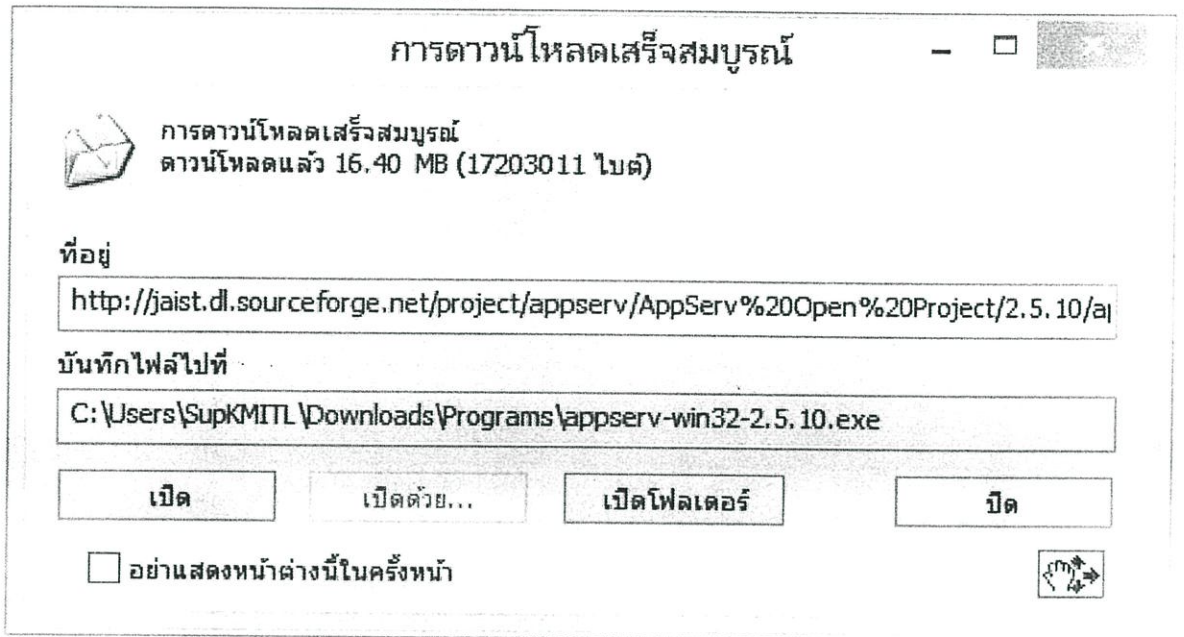 การดาวน์โหลดเสร็จสมบูรณ์
การดาวน์โหลดเสร็จสมบูรณ์
ดาวน์โหลดแล้ว 16.40 MB (17203011 ไบต์)
ที่อยู่
http://jaist.dl.sourceforge.net/project/appserv/AppServ%20Open%20Project/2.5.10/a
บันทึกไฟล์ไปที่
C:\Users\SupKMITL\Downloads\Programs\appserv-win32-2.5.10.exe
เปิด เปิดด้วย... เปิดโฟลเดอร์ ปิด
อย่าแสดงหน้าต่างนี้ในครั้งหน้า